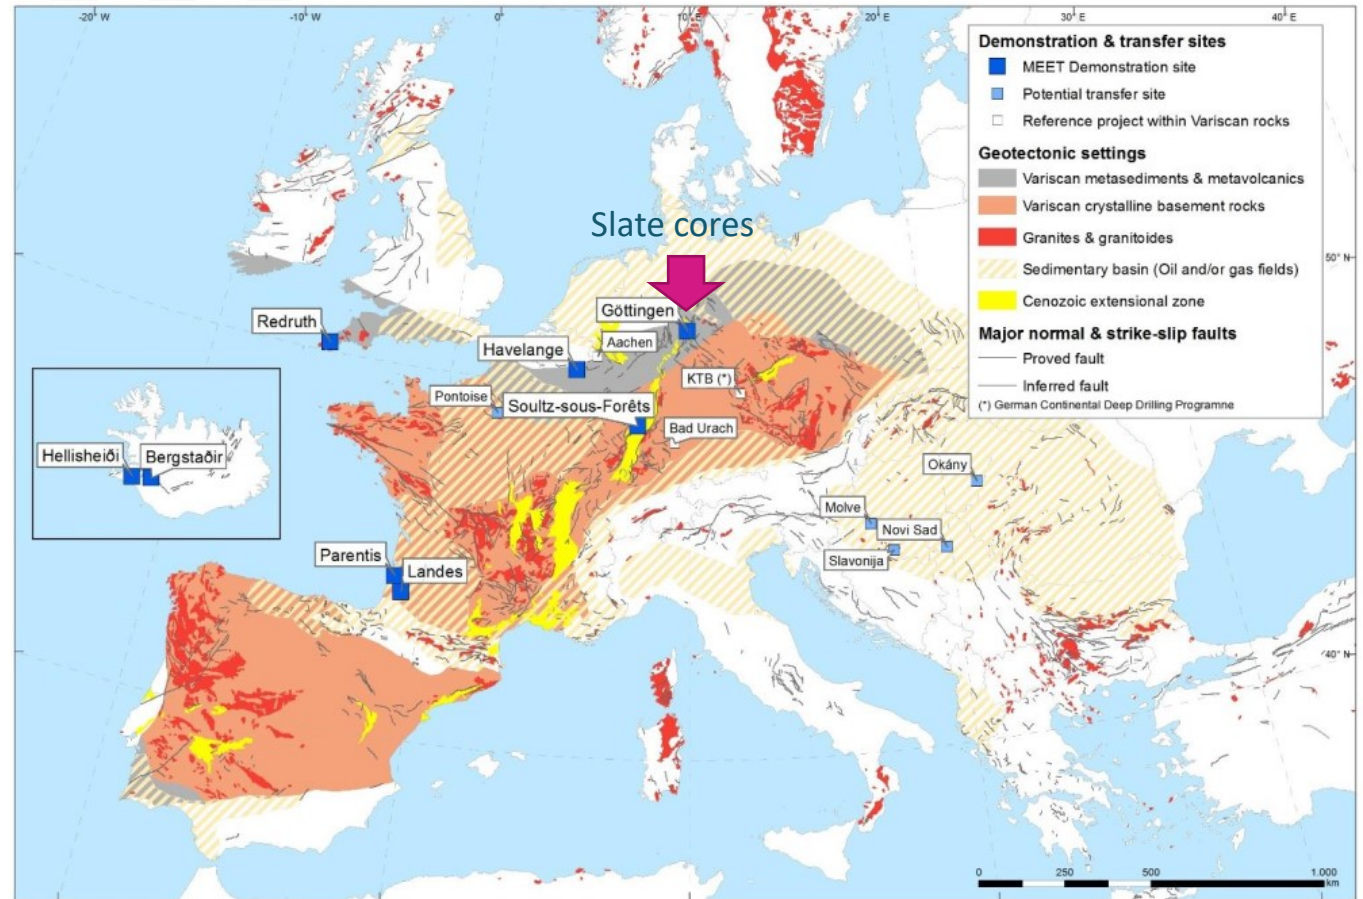 -20° W
-10° W
0°
10° E
20° E
30° E
40° E
Demonstration & transfer sites
MEET Demonstration site
Potential transfer site
Reference project within Variscan rocks
Geotectonic settings
Variscan metasediments & metavolcanics
Variscan crystalline basement rocks
Granites & granitoides
Sedimentary basin (Oil and/or gas fields)
Cenozoic extensional zone
Major normal & strike-slip faults
Proved fault
Inferred fault
(*) German Continental Deep Drilling Programne
Slate cores
50° N
Göttingen
Redruth
Aachen
Havelange
KTB (*)
Pontoise
Soultz-sous-Forêts
Bad Urach
Hellisheiði
Bergstaðir
Okány
Molve
Novi Sad
Slavonija
Parentis
Landes
40° N
0 250 500 1.000
km